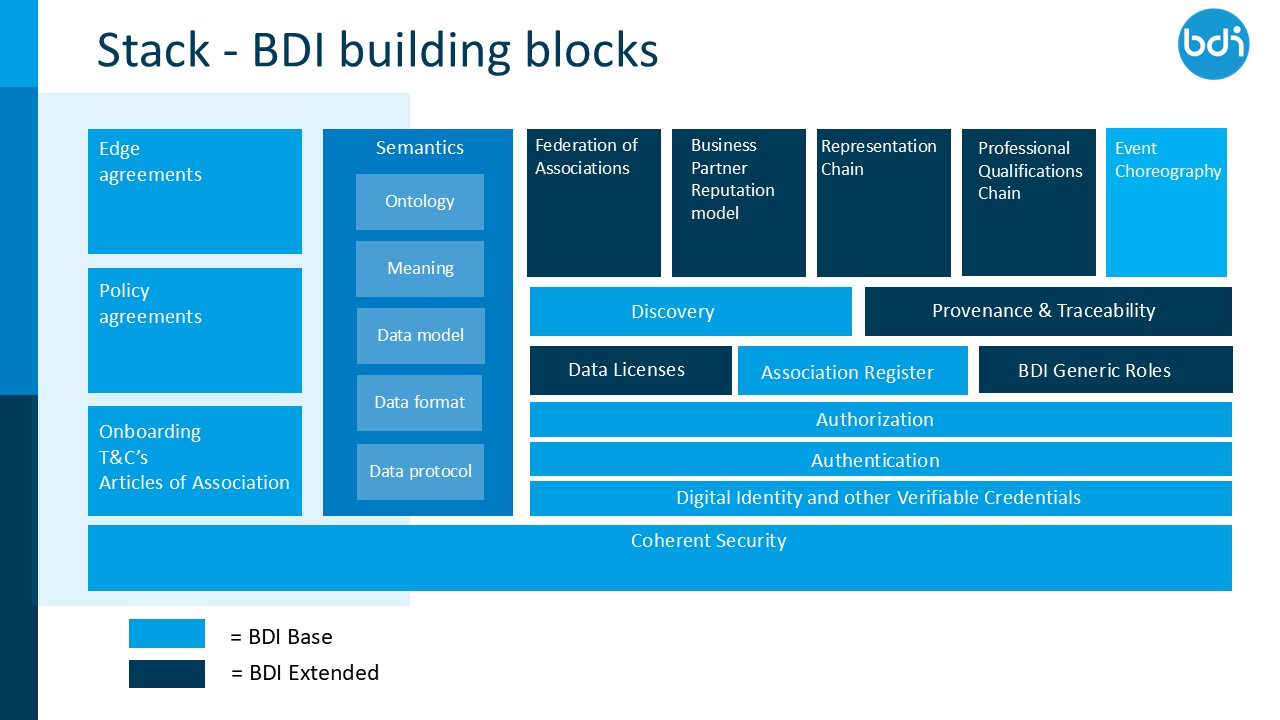 Stack - BDI building blocks
bdi
Edge
agreements
Policy
agreements
Onboarding
T&C’s
Articles of Association
Semantics
Ontology
Meaning
Data model
Data format
Data protocol
Federation of
Associations
Business
Partner
Reputation
model
Representation
Chain
Professional
Qualifications
Chain
Event
Choreography
Discovery
Provenance & Traceability
Data Licenses
Association Register
BDI Generic Roles
Authorization
Authentication
Digital Identity and other Verifiable Credentials
Coherent Security
= BDI Base
= BDI Extended